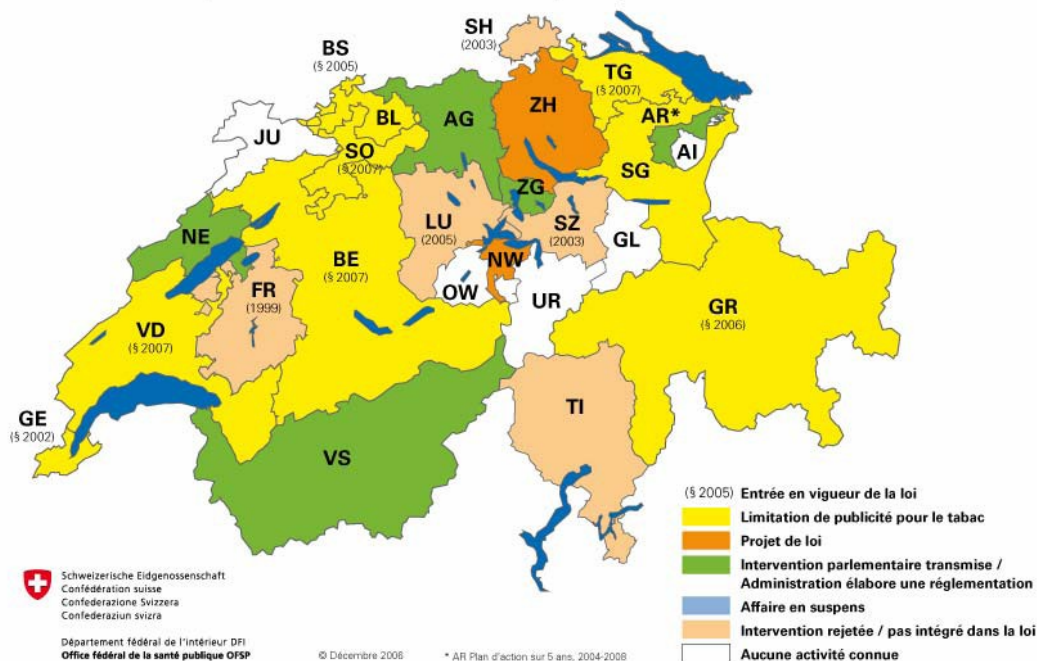 SH
(2003)
BS
(§ 2005)
TG
(§ 2007)
ZH
AR*
BL
AG
JU
AI
SO
(§2007)
SG
ZG
LU
(2005)
SZ
(2003)
NE
GL
NW
BE
(§ 2007)
OW
UR
FR
(1999)
GR
(§ 2006)
VD
(§ 2007)
TI
GE
(§ 2002)
VS
(§ 2005) Entrée en vigueur de la loi
Limitation de publicité pour le tabac
Projet de loi
Intervention parlementaire transmise /
Administration élabore une réglementation
Affaire en suspens
Intervention rejetée / pas intégré dans la loi
Aucune activité connue
Schweizerische Eidgenossenschaft
Confédération suisse
Confederazione Svizzera
Confederaziun svizra
Département fédéral de l'intérieur DFI
Office fédéral de la santé publique OFSP
© Décembre 2006
* AR Plan d'action sur 5 ans, 2004-2008